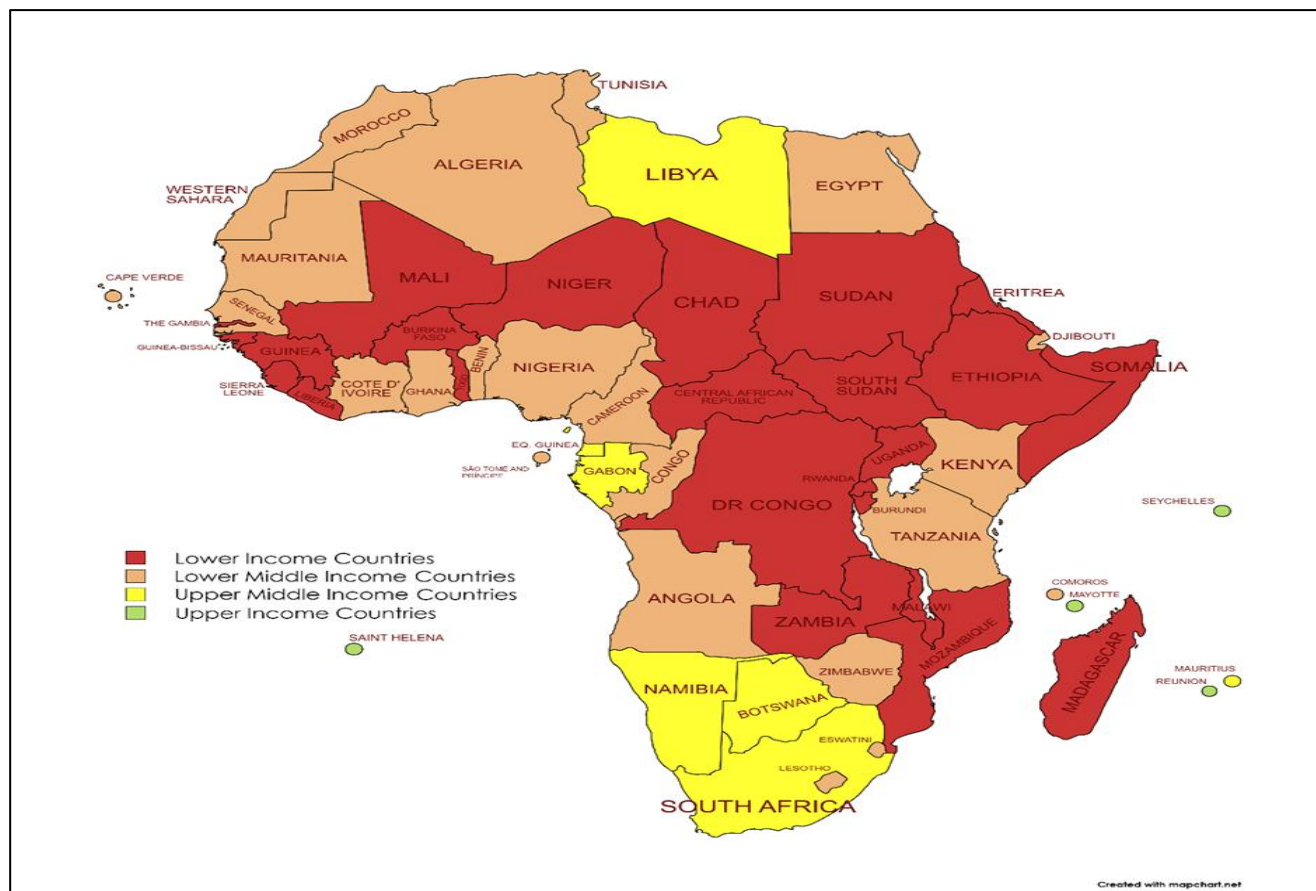 TUNISIA
MOROCCO
ALGERIA
LIBYA
EGYPT
WESTERN
SAHARA
MAURITANIA
MALI
NIGER
CHAD
SUDAN
ERITREA
CAPE VERDE
SENEGAL
THE GAMBIA
GUINEA-BISSAU
GUINEA
BURKINA
FASO
BENIN
TOGO
NIGERIA
DJIBOUTI
SOMALIA
ETHIOPIA
SOUTH
SUDAN
CENTRAL AFRICAN
REPUBLIC
SIERRA
LEONE
LIBERIA
COTE D'
IVOIRE
GHANA
CAMEROON
EQ. GUINEA
SÃO TOMÉ AND
PRÍNCIPE
GABON
CONGO
UGANDA
KENYA
RWANDA
DR CONGO
BURUNDI
TANZANIA
SEYCHELLES
Lower Income Countries
Lower Middle Income Countries
Upper Middle Income Countries
Upper Income Countries
ANGOLA
ZAMBIA
MALAWI
MOZAMBIQUE
COMOROS
MAYOTTE
SAINT HELENA
NAMIBIA
ZIMBABWE
BOTSWANA
MADAGASCAR
MAURITIUS
REUNION
ESWATINI
LESOTHO
SOUTH AFRICA
Created with mapchart.net